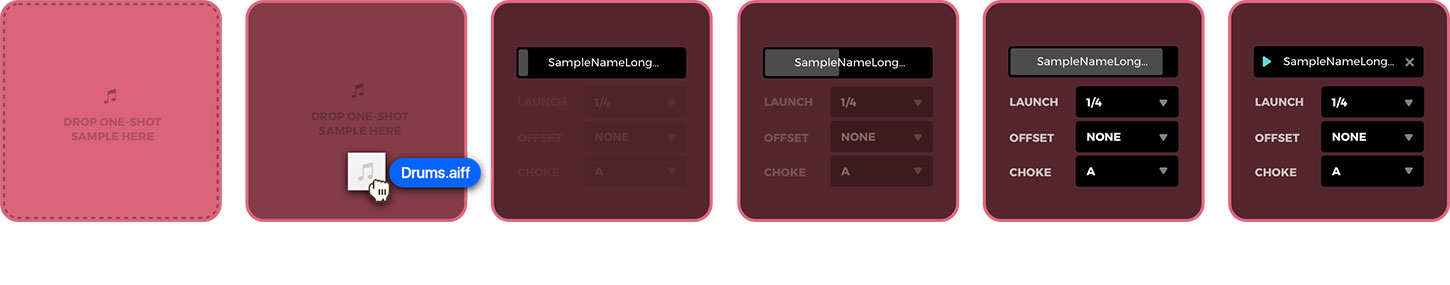 DROP ONE-SHOT
SAMPLE HERE
DROP ONE-SHOT
SAMPLE HERE
Drums.aiff
SampleNameLong...
LAUNCH 1/4
OFFSET NONE
CHOKE A
SampleNameLong...
LAUNCH 1/4
OFFSET NONE
CHOKE A
SampleNameLong...
LAUNCH 1/4
OFFSET NONE
CHOKE A
SampleNameLong...
LAUNCH 1/4
OFFSET NONE
CHOKE A